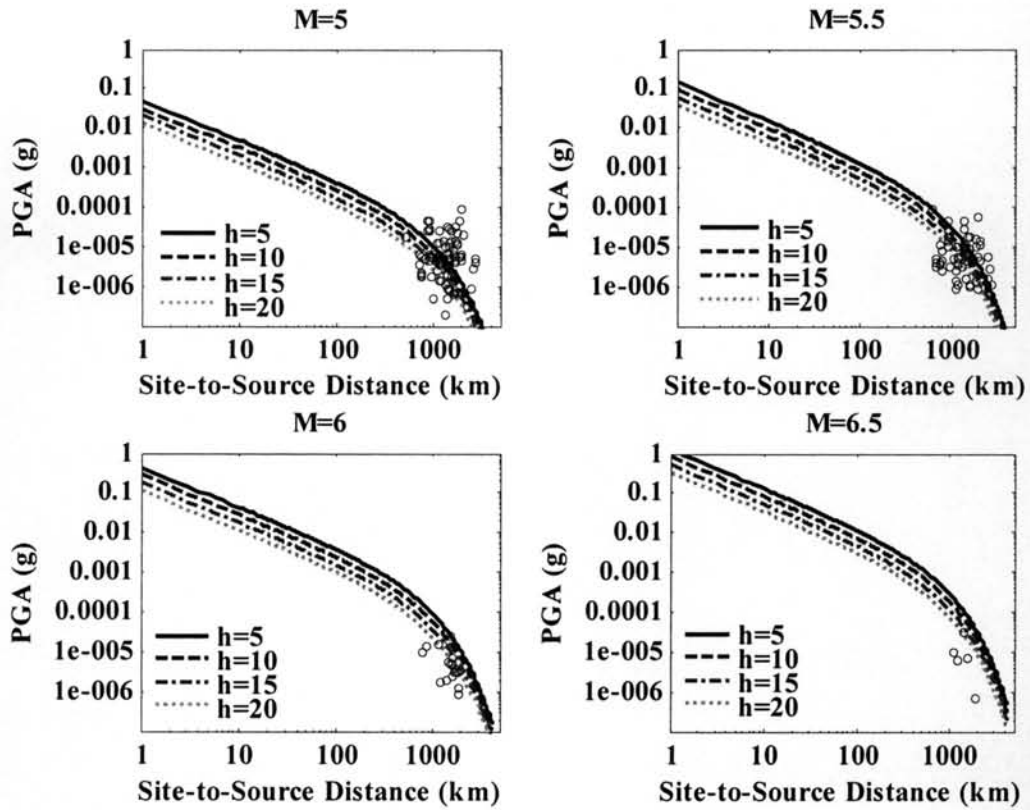 M=5
PGA (g)
1
0.1
0.01
0.001
0.0001
1e-005
1e-006
h=5
h=10
h=15
h=20
1 10 100 1000
Site-to-Source Distance (km)
M=5.5
PGA (g)
1
0.1
0.01
0.001
0.0001
1e-005
1e-006
h=5
h=10
h=15
h=20
1 10 100 1000
Site-to-Source Distance (km)
M=6
PGA (g)
1
0.1
0.01
0.001
0.0001
1e-005
1e-006
h=5
h=10
h=15
h=20
1 10 100 1000
Site-to-Source Distance (km)
M=6.5
PGA (g)
1
0.1
0.01
0.001
0.0001
1e-005
1e-006
h=5
h=10
h=15
h=20
1 10 100 1000
Site-to-Source Distance (km)